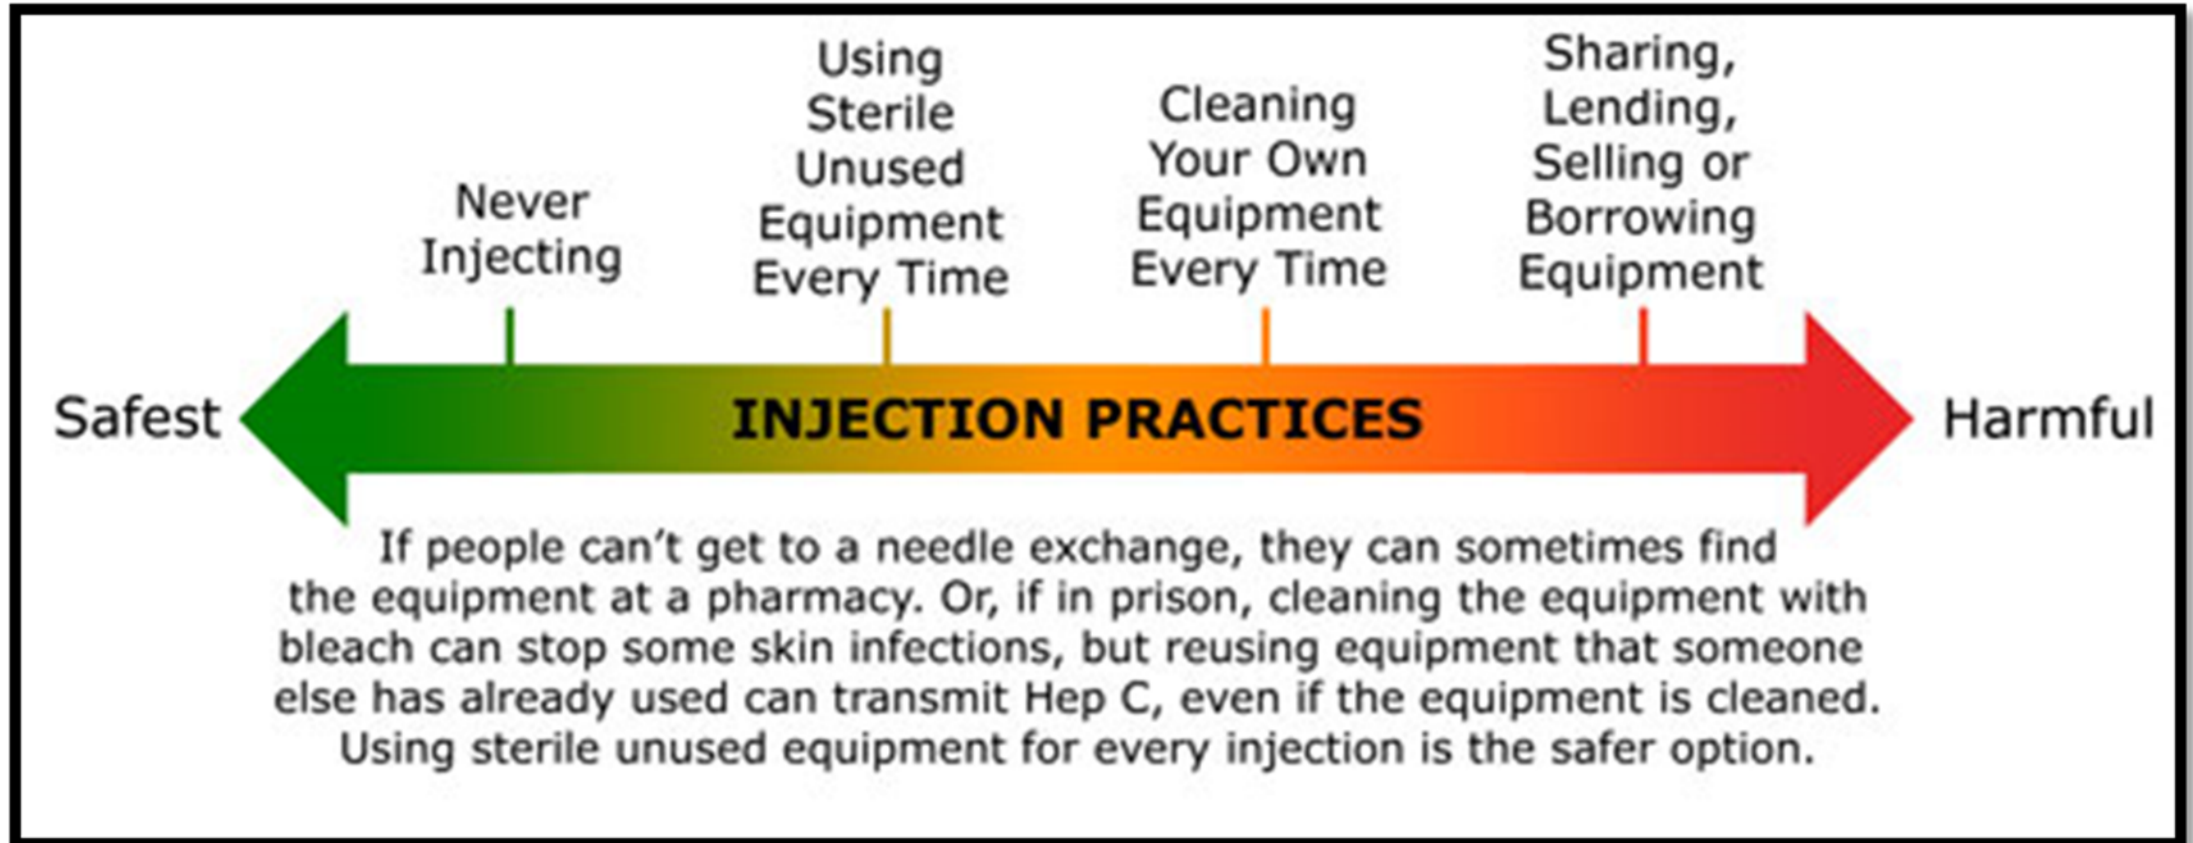 Never
Injecting
Using
Sterile
Unused
Equipment
Every Time
Cleaning
Your Own
Equipment
Every Time
Sharing,
Lending,
Selling or
Borrowing
Equipment
Safest
INJECTION PRACTICES
Harmful
If people can’t get to a needle exchange, they can sometimes find
the equipment at a pharmacy. Or, if in prison, cleaning the equipment with
bleach can stop some skin infections, but reusing equipment that someone
else has already used can transmit Hep C, even if the equipment is cleaned.
Using sterile unused equipment for every injection is the safer option.